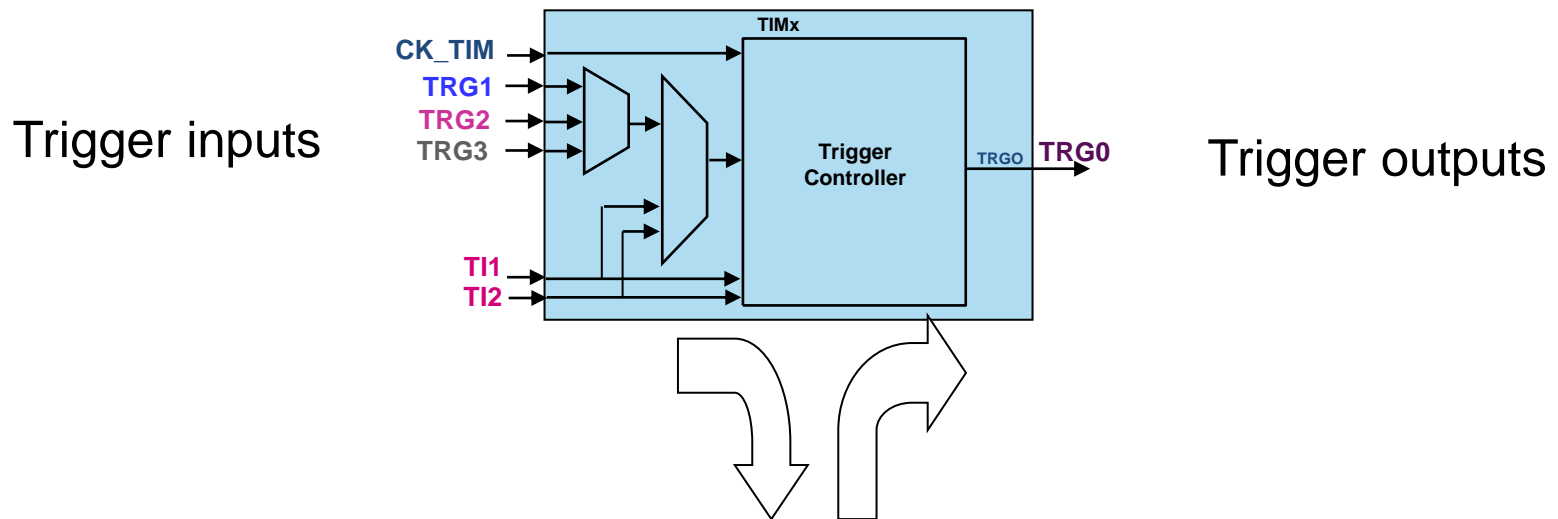 TIMx
CK_TIM
TRG1
TRG2
TRG3
Trigger inputs
Trigger
Controller
TRGO
TRG0
Trigger outputs
TI1
TI2